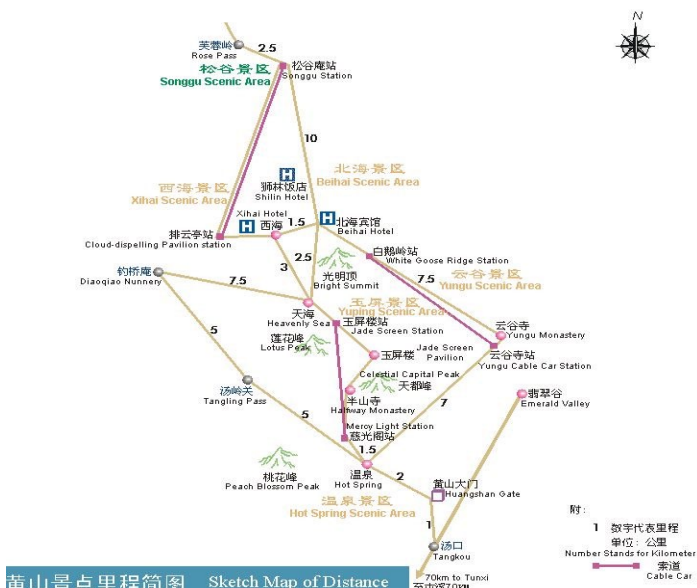 芙蓉岭
Rose Pass
2.5
松谷庵站
Songgu Station
松谷景区
Songgu Scenic Area
10
北海景区
Beihai Scenic Area
H
狮林饭店
Shilin Hotel
西海景区
Xihai Scenic Area
Xihai Hotel
H
西海
1.5
H
北海宾馆
Beihai Hotel
排云亭站
Cloud-dispelling Pavilion station
白鹅岭站
White Goose Ridge Station
2.5
3
光明顶
Bright Summit
7.5
云谷景区
Yungu Scenic Area
钓桥庵
Diaoqiao Nunnery
7.5
天海
Heavenly Sea
玉屏景区
Yuping Scenic Area
玉屏楼站
Jade Screen Station
莲花峰
Lotus Peak
云谷寺
Yungu Monastery
5
玉屏楼
Jade Screen
Pavilion
云谷寺站
Yungu Cable Car Station
Celestial Capital Peak
天都峰
汤岭关
Tangling Pass
半山寺
Halfway Monastery
7
翡翠谷
Emerald Valley
5
Mercy Light Station
慈光阁站
1.5
桃花峰
Peach Blossom Peak
温泉
Hot Spring
2
黄山大门
Huangshan Gate
温泉景区
Hot Spring Scenic Area
1
汤口
Tangkou
附:
1 数字代表里程
单位: 公里
Number Stands for Kilometer
索道
Cable Car
70km to Tunxi
至屯溪70km
黄山景点里程简图 Sketch Map of Distance